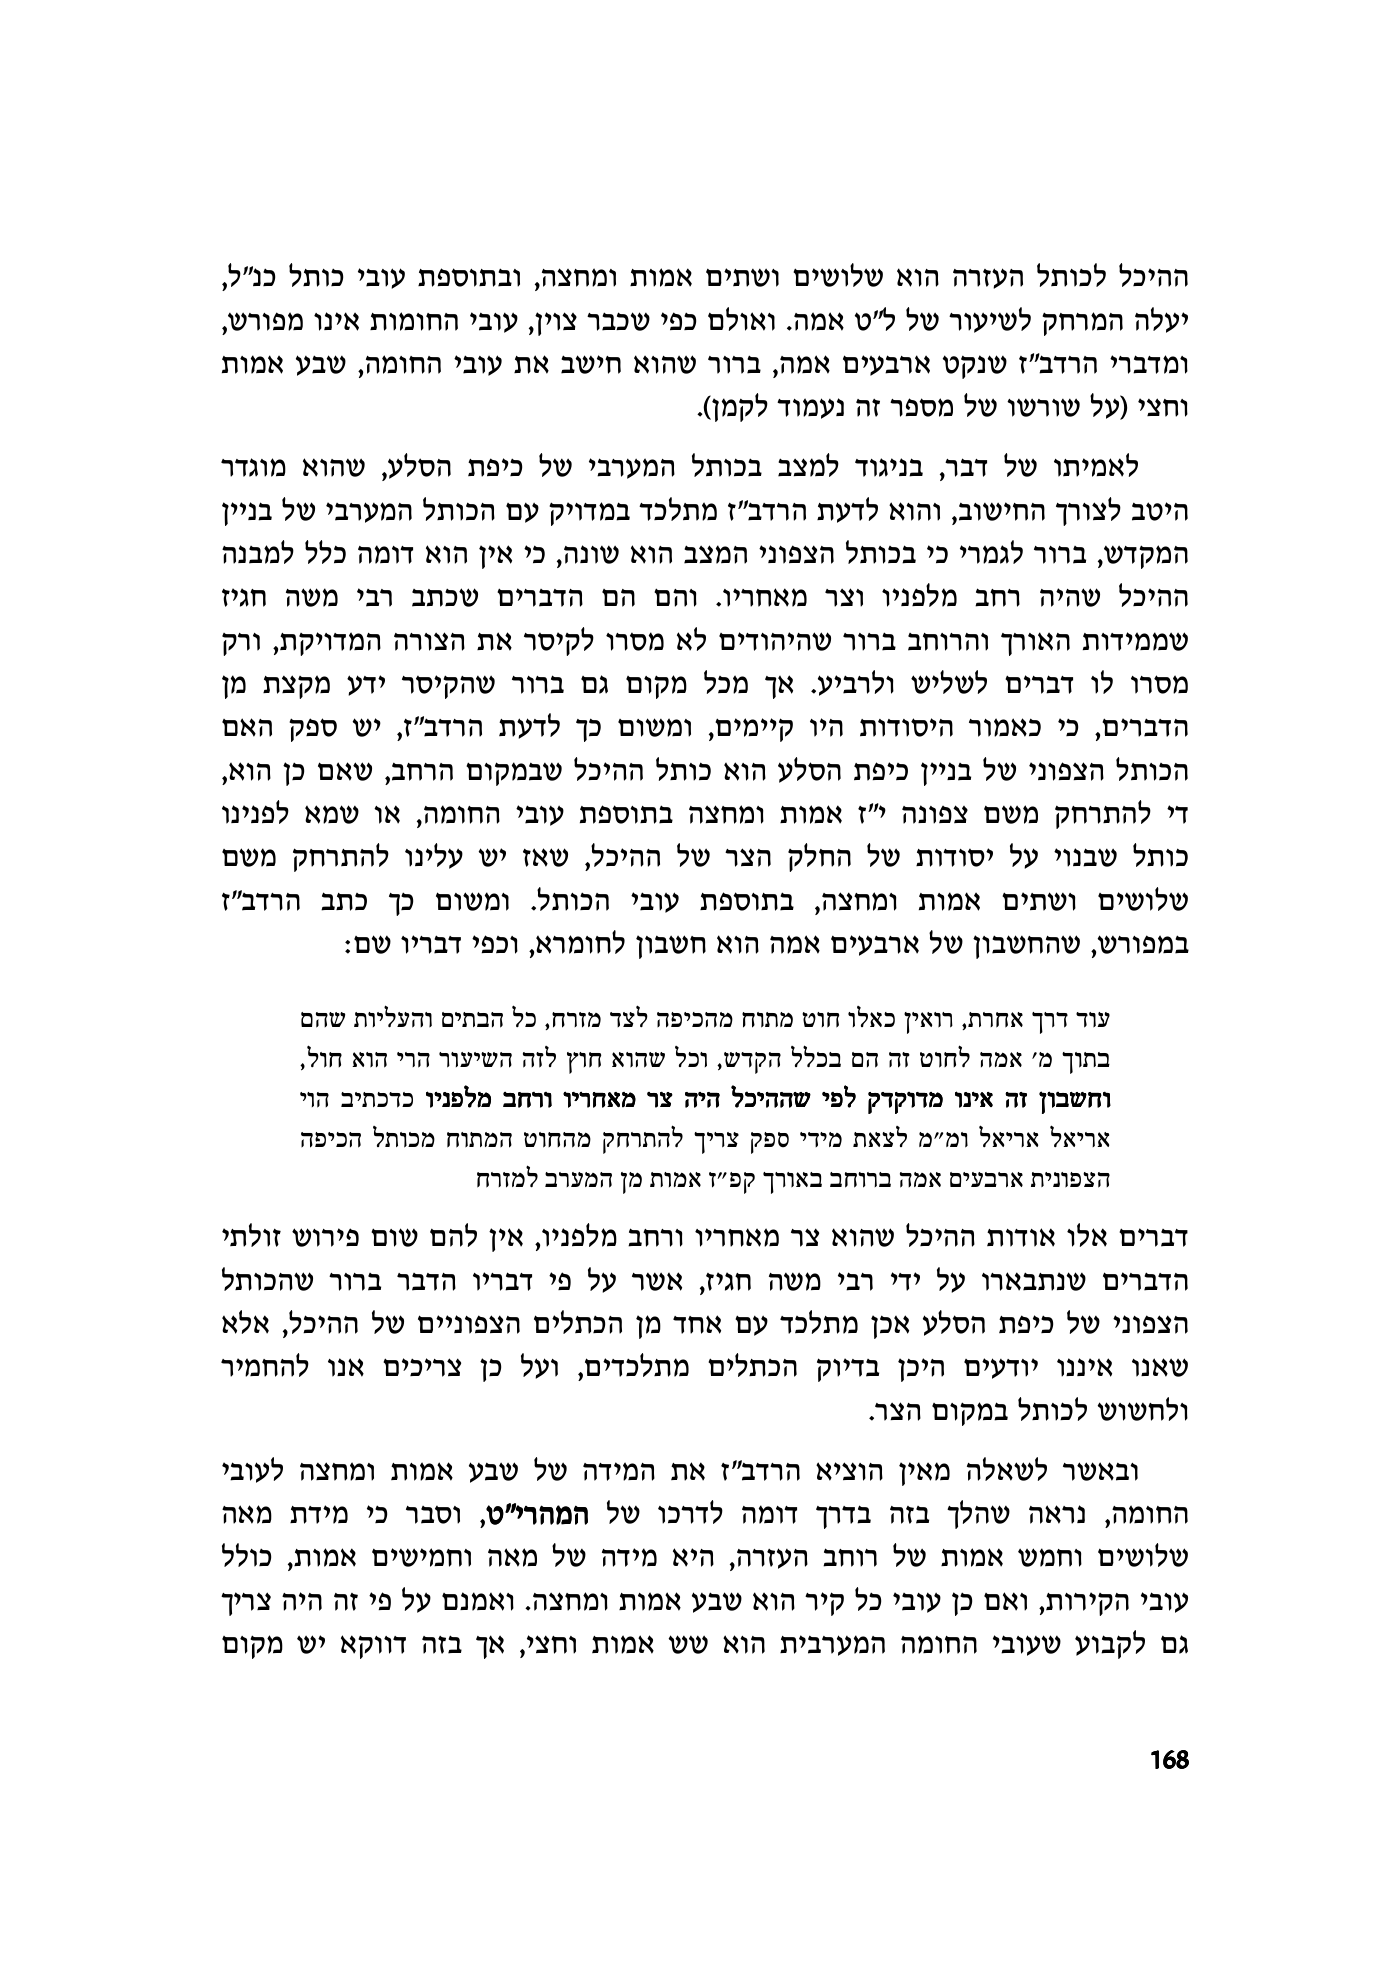 ההיכל לכותל העזרה הוא שלושים ושתים אמות ומחצה, ובתוספת עובי כותל כנ"ל,
יעלה המרחק לשיעור של ל"ט אמה. ואולם כפי שכבר צוין, עובי החומות אינו מפורש,
ומדברי הרדב"ז שנקט ארבעים אמה, ברור שהוא חישב את עובי החומה, שבע אמות
וחצי (על שורשו של מספר זה נעמוד לקמן).
לאמיתו של דבר, בניגוד למצב בכותל המערבי של כיפת הסלע, שהוא מוגדר
היטב לצורך החישוב, והוא לדעת הרדב"ז מתלכד במדויק עם הכותל המערבי של בניין
המקדש, ברור לגמרי כי בכותל הצפוני המצב הוא שונה, כי אין הוא דומה כלל למבנה
ההיכל שהיה רחב מלפניו וצר מאחריו. והם הם הדברים שכתב רבי משה חגיז
שממידות האורך והרוחב ברור שהיהודים לא מסרו לקיסר את הצורה המדויקת, ורק
מסרו לו דברים לשליש ולרביע. אך מכל מקום גם ברור שהקיסר ידע מקצת מן
הדברים, כי כאמור היסודות היו קיימים, ומשום כך לדעת הרדב"ז, יש ספק האם
הכותל הצפוני של בניין כיפת הסלע הוא כותל ההיכל שבמקום הרחב, שאם כן הוא,
די להתרחק משם צפונה י"ז אמות ומחצה בתוספת עובי החומה, או שמא לפנינו
כותל שבנוי על יסודות של החלק הצר של ההיכל, שאז יש עלינו להתרחק משם
שלושים ושתים אמות ומחצה, בתוספת עובי הכותל. ומשום כך כתב הרדב"ז
במפורש, שהחשבון של ארבעים אמה הוא חשבון לחומרא, וכפי דבריו שם:
עוד דרך אחרת, רואין כאלו חוט מתוח מהכיפה לצד מזרח, כל הבתים והעליות שהם
בתוך מ' אמה לחוט זה הם בכלל הקדש, וכל שהוא חוץ לזה השיעור הרי הוא חול,
וחשבון זה אינו מדוקדק לפי שההיכל היה צר מאחריו ורחב מלפניו כדכתיב הוי
אריאל אריאל ומ"מ לצאת מידי ספק צריך להתרחק מהחוט המתוח מכותל הכיפה
הצפונית ארבעים אמה ברוחב באורך קפ"ז אמות מן המערב למזרח
דברים אלו אודות ההיכל שהוא צר מאחריו ורחב מלפניו, אין להם שום פירוש זולתי
הדברים שנתבארו על ידי רבי משה חגיז, אשר על פי דבריו הדבר ברור שהכותל
הצפוני של כיפת הסלע אכן מתלכד עם אחד מן הכתלים הצפוניים של ההיכל, אלא
שאנו איננו יודעים היכן בדיוק הכתלים מתלכדים, ועל כן צריכים אנו להחמיר
ולחשוש לכותל במקום הצר.
ובאשר לשאלה מאין הוציא הרדב"ז את המידה של שבע אמות ומחצה לעובי
החומה, נראה שהלך בזה בדרך דומה לדרכו של המהרי"ט, וסבר כי מידת מאה
שלושים וחמש אמות של רוחב העזרה, היא מידה של מאה וחמישים אמות, כולל
עובי הקירות, ואם כן עובי כל קיר הוא שבע אמות ומחצה. ואמנם על פי זה היה צריך
גם לקבוע שעובי החומה המערבית הוא שש אמות וחצי, אך בזה דווקא יש מקום
168